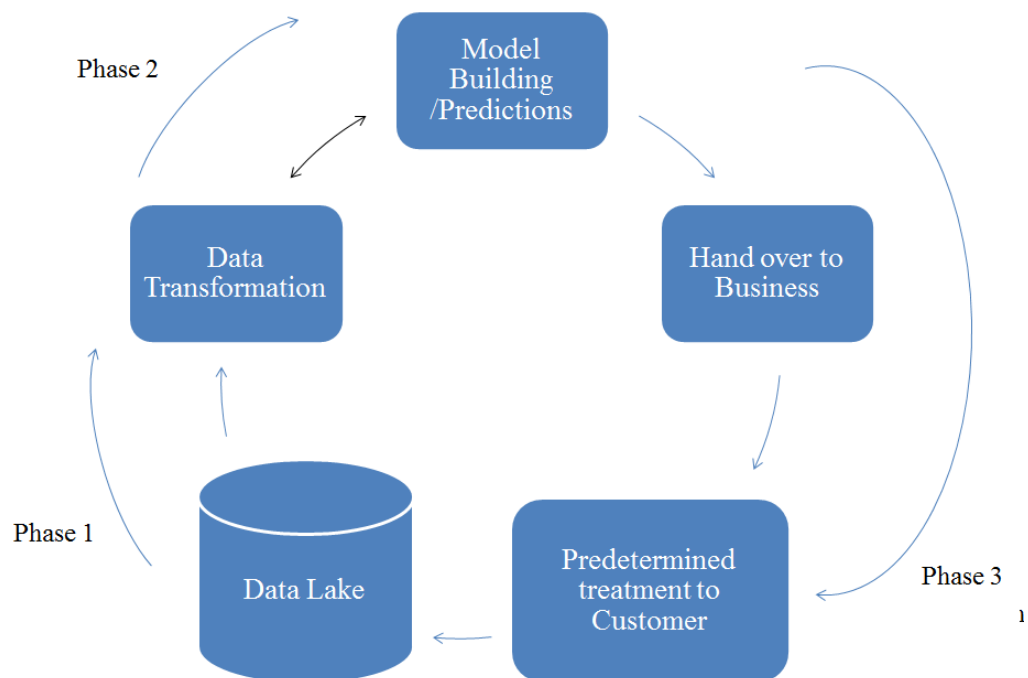 Model
Building
/Predictions
Phase 2
Data
Transformation
Hand over to
Business
Phase 1
Data Lake
Predetermined
treatment to
Customer
Phase 3